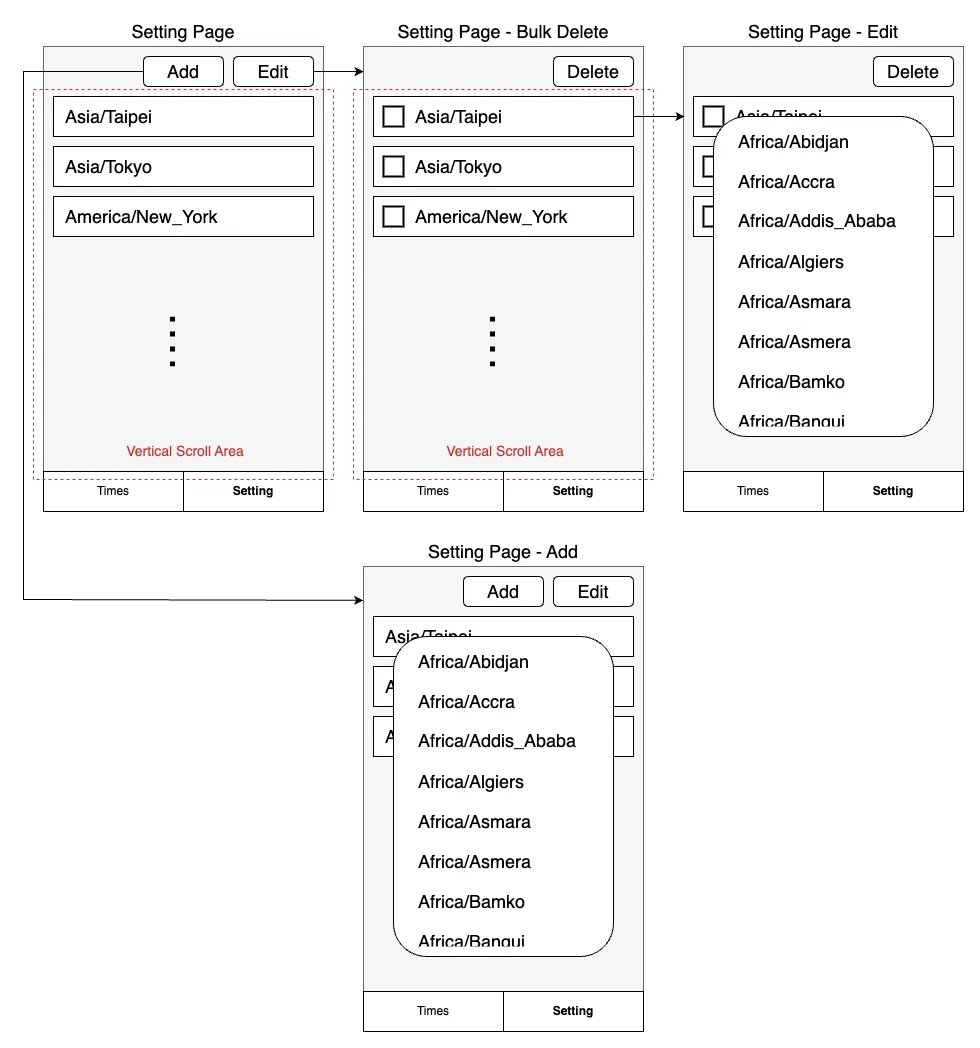 Setting Page
Add
Edit
Asia/Taipei
Asia/Tokyo
America/New_York
Vertical Scroll Area
Times
Setting
Setting Page - Bulk Delete
Delete
Asia/Taipei
Asia/Tokyo
America/New_York
Vertical Scroll Area
Times
Setting
Setting Page - Edit
Delete
Asia/Taipei
Africa/Abidjan
Africa/Accra
Africa/Addis_Ababa
Africa/Algiers
Africa/Asmara
Africa/Asmera
Africa/Bamko
Africa/Bangui
Times
Setting
Setting Page - Add
Add
Edit
Asia/Taipei
A
A
Africa/Abidjan
Africa/Accra
Africa/Addis_Ababa
Africa/Algiers
Africa/Asmara
Africa/Asmera
Africa/Bamko
Africa/Bangui
Times
Setting